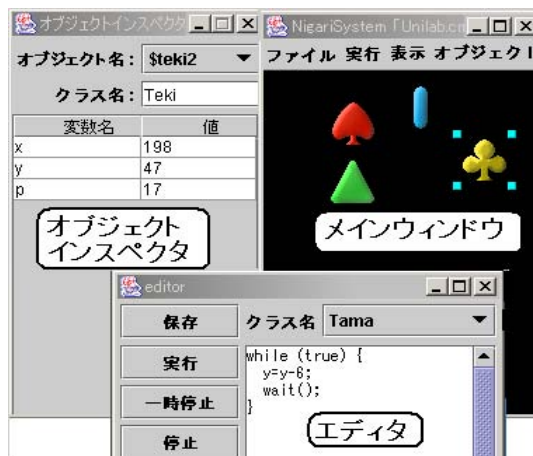 オブジェクトインスペクタ
オブジェクト名： $teki2
クラス名： Teki
変数名 値
x 198
y 47
p 17
オブジェクト
インスペクタ
NigariSystem「Unilab.cm
ファイル 実行 表示 オブジェクト
メインウィンドウ
editor
保存
実行
一時停止
停止
クラス名 Tama
while (true) {
y=y-6;
wait();
}
エディタ